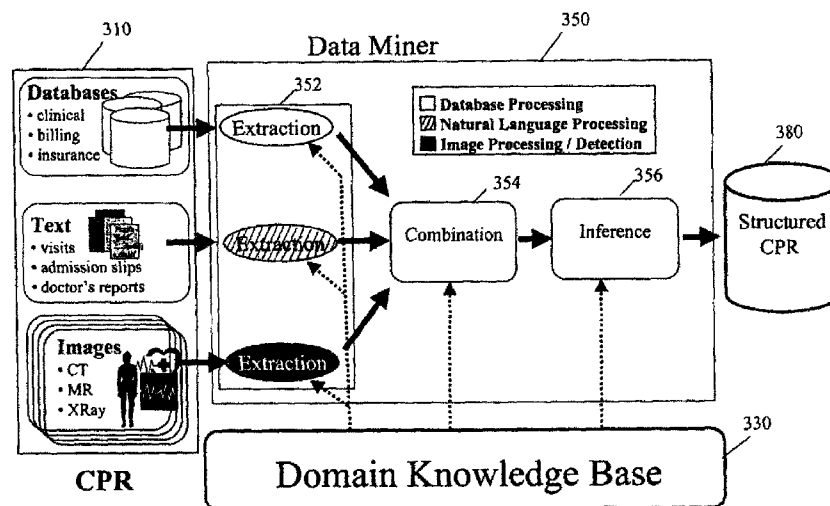 310
Data Miner
350
Databases
• clinical
• billing
• insurance
352
Extraction
Database Processing
Natural Language Processing
Image Processing / Detection
380
Structured
CPR
354
Combination
356
Inference
Text
• visits
• admission slips
• doctor's reports
Extraction
Images
• CT
• MR
• XRay
Extraction
CPR
Domain Knowledge Base
330